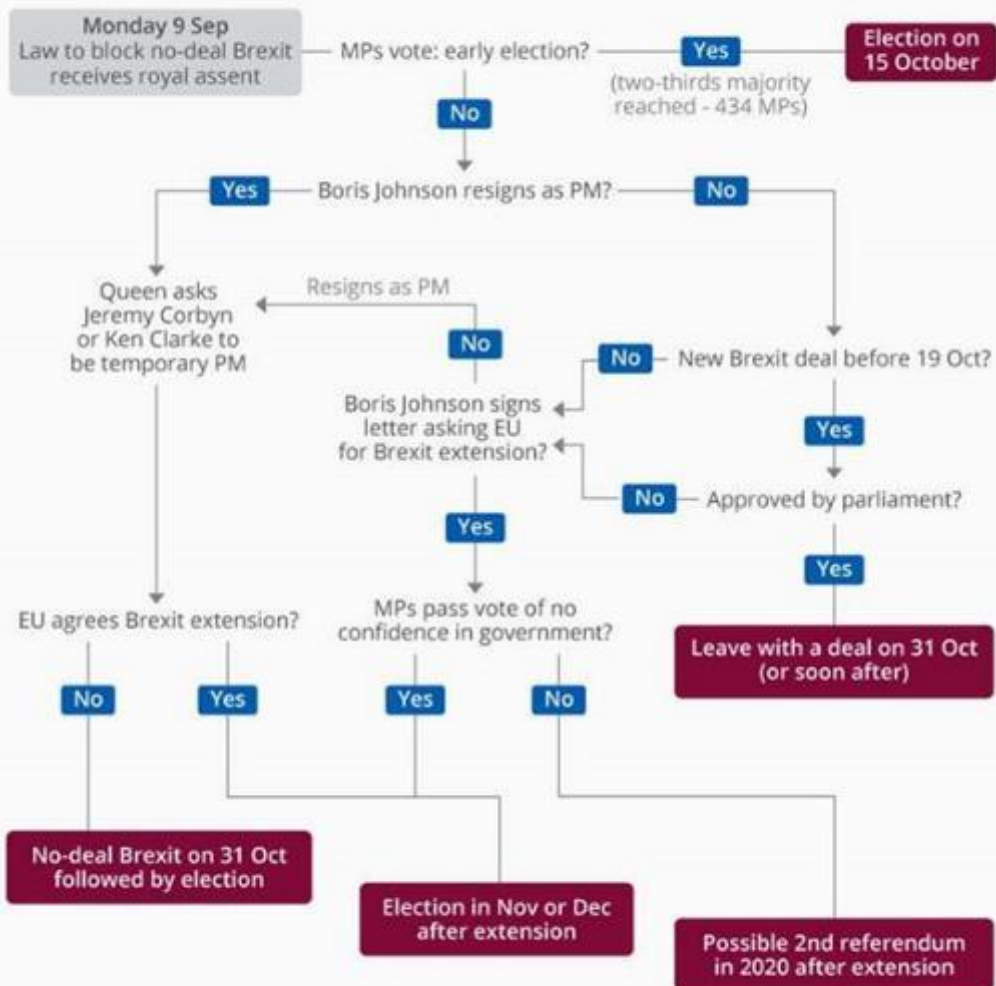 Monday 9 Sep
Law to block no-deal Brexit
receives royal assent
MPs vote: early election?
Yes
(two-thirds majority
reached - 434 MPs)
Election on
15 October
No
Yes
Boris Johnson resigns as PM?
No
Queen asks
Jeremy Corbyn
or Ken Clarke to
be temporary PM
Resigns as PM
No
No
New Brexit deal before 19 Oct?
Boris Johnson signs
letter asking EU
for Brexit extension?
Yes
No
Approved by parliament?
Yes
Yes
EU agrees Brexit extension?
MPs pass vote of no
confidence in government?
Leave with a deal on 31 Oct
(or soon after)
No
Yes
Yes
No
No-deal Brexit on 31 Oct
followed by election
Election in Nov or Dec
after extension
Possible 2nd referendum
in 2020 after extension